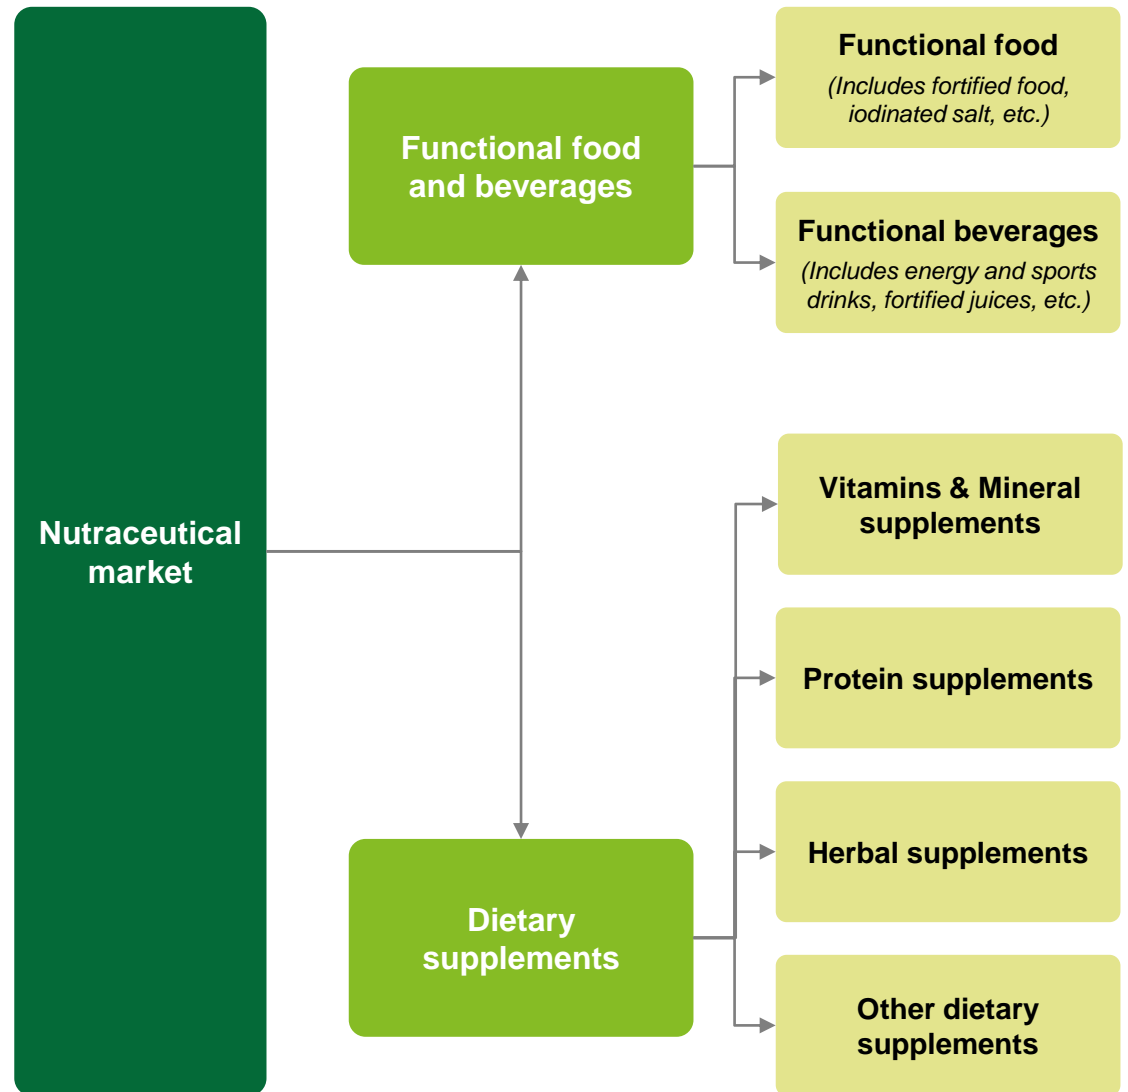 Nutraceutical
market
Functional food
and beverages
Functional food
(Includes fortified food,
iodinated salt, etc.)
Functional beverages
(Includes energy and sports
drinks, fortified juices, etc.)
Dietary
supplements
Vitamins & Mineral
supplements
Protein supplements
Herbal supplements
Other dietary
supplements